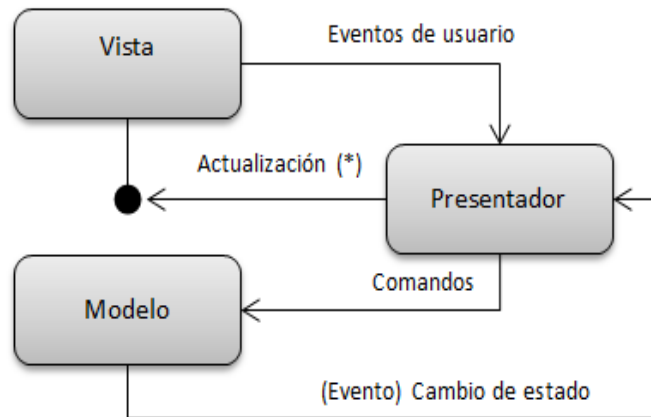 Vista
Eventos de usuario
Actualización (*)
Presentador
Comandos
Modelo
(Evento) Cambio de estado